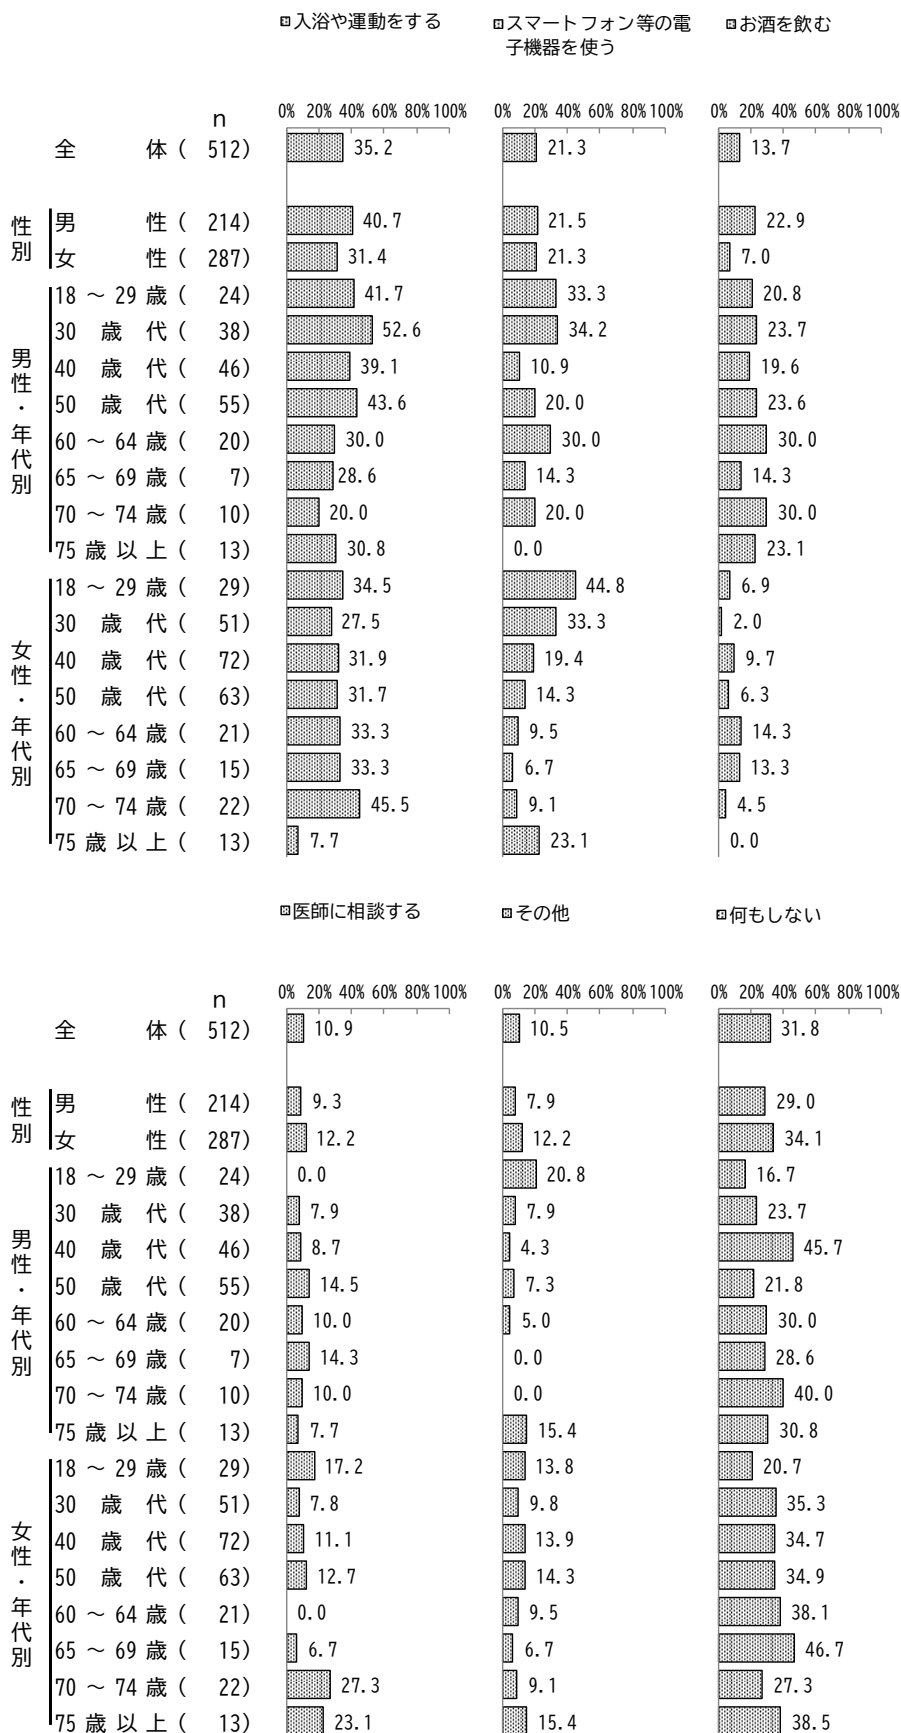 入浴や運動をする スマートフォン等の電 お酒を飲む
子機器を使う
n 0% 20% 40% 60% 80% 100% 0% 20% 40% 60% 80% 100% 0% 20% 40% 60% 80% 100%
全体 ( 512) 35.2 21.3 13.7
性別
男性 ( 214) 40.7 21.5 22.9
女性 ( 287) 31.4 21.3 7.0
男性・年代別
18 ～ 29 歳 ( 24) 41.7 33.3 20.8
30 歳代 ( 38) 52.6 34.2 23.7
40 歳代 ( 46) 39.1 10.9 19.6
50 歳代 ( 55) 43.6 20.0 23.6
60 ～ 64 歳 ( 20) 30.0 30.0 30.0
65 ～ 69 歳 ( 7) 28.6 14.3 14.3
70 ～ 74 歳 ( 10) 20.0 20.0 30.0
75 歳以上 ( 13) 30.8 0.0 23.1
女性・年代別
18 ～ 29 歳 ( 29) 34.5 44.8 6.9
30 歳代 ( 51) 27.5 33.3 2.0
40 歳代 ( 72) 31.9 19.4 9.7
50 歳代 ( 63) 31.7 14.3 6.3
60 ～ 64 歳 ( 21) 33.3 9.5 14.3
65 ～ 69 歳 ( 15) 33.3 6.7 13.3
70 ～ 74 歳 ( 22) 45.5 9.1 4.5
75 歳以上 ( 13) 7.7 23.1 0.0
医師に相談する その他 何もしない
n 0% 20% 40% 60% 80% 100% 0% 20% 40% 60% 80% 100% 0% 20% 40% 60% 80% 100%
全体 ( 512) 10.9 10.5 31.8
性別
男性 ( 214) 9.3 7.9 29.0
女性 ( 287) 12.2 12.2 34.1
男性・年代別
18 ～ 29 歳 ( 24) 0.0 20.8 16.7
30 歳代 ( 38) 7.9 7.9 23.7
40 歳代 ( 46) 8.7 4.3 45.7
50 歳代 ( 55) 14.5 7.3 21.8
60 ～ 64 歳 ( 20) 10.0 5.0 30.0
65 ～ 69 歳 ( 7) 14.3 0.0 28.6
70 ～ 74 歳 ( 10) 10.0 0.0 40.0
75 歳以上 ( 13) 7.7 15.4 30.8
女性・年代別
18 ～ 29 歳 ( 29) 17.2 13.8 20.7
30 歳代 ( 51) 7.8 9.8 35.3
40 歳代 ( 72) 11.1 13.9 34.7
50 歳代 ( 63) 12.7 14.3 34.9
60 ～ 64 歳 ( 21) 0.0 9.5 38.1
65 ～ 69 歳 ( 15) 6.7 6.7 46.7
70 ～ 74 歳 ( 22) 27.3 9.1 27.3
75 歳以上 ( 13) 23.1 15.4 38.5